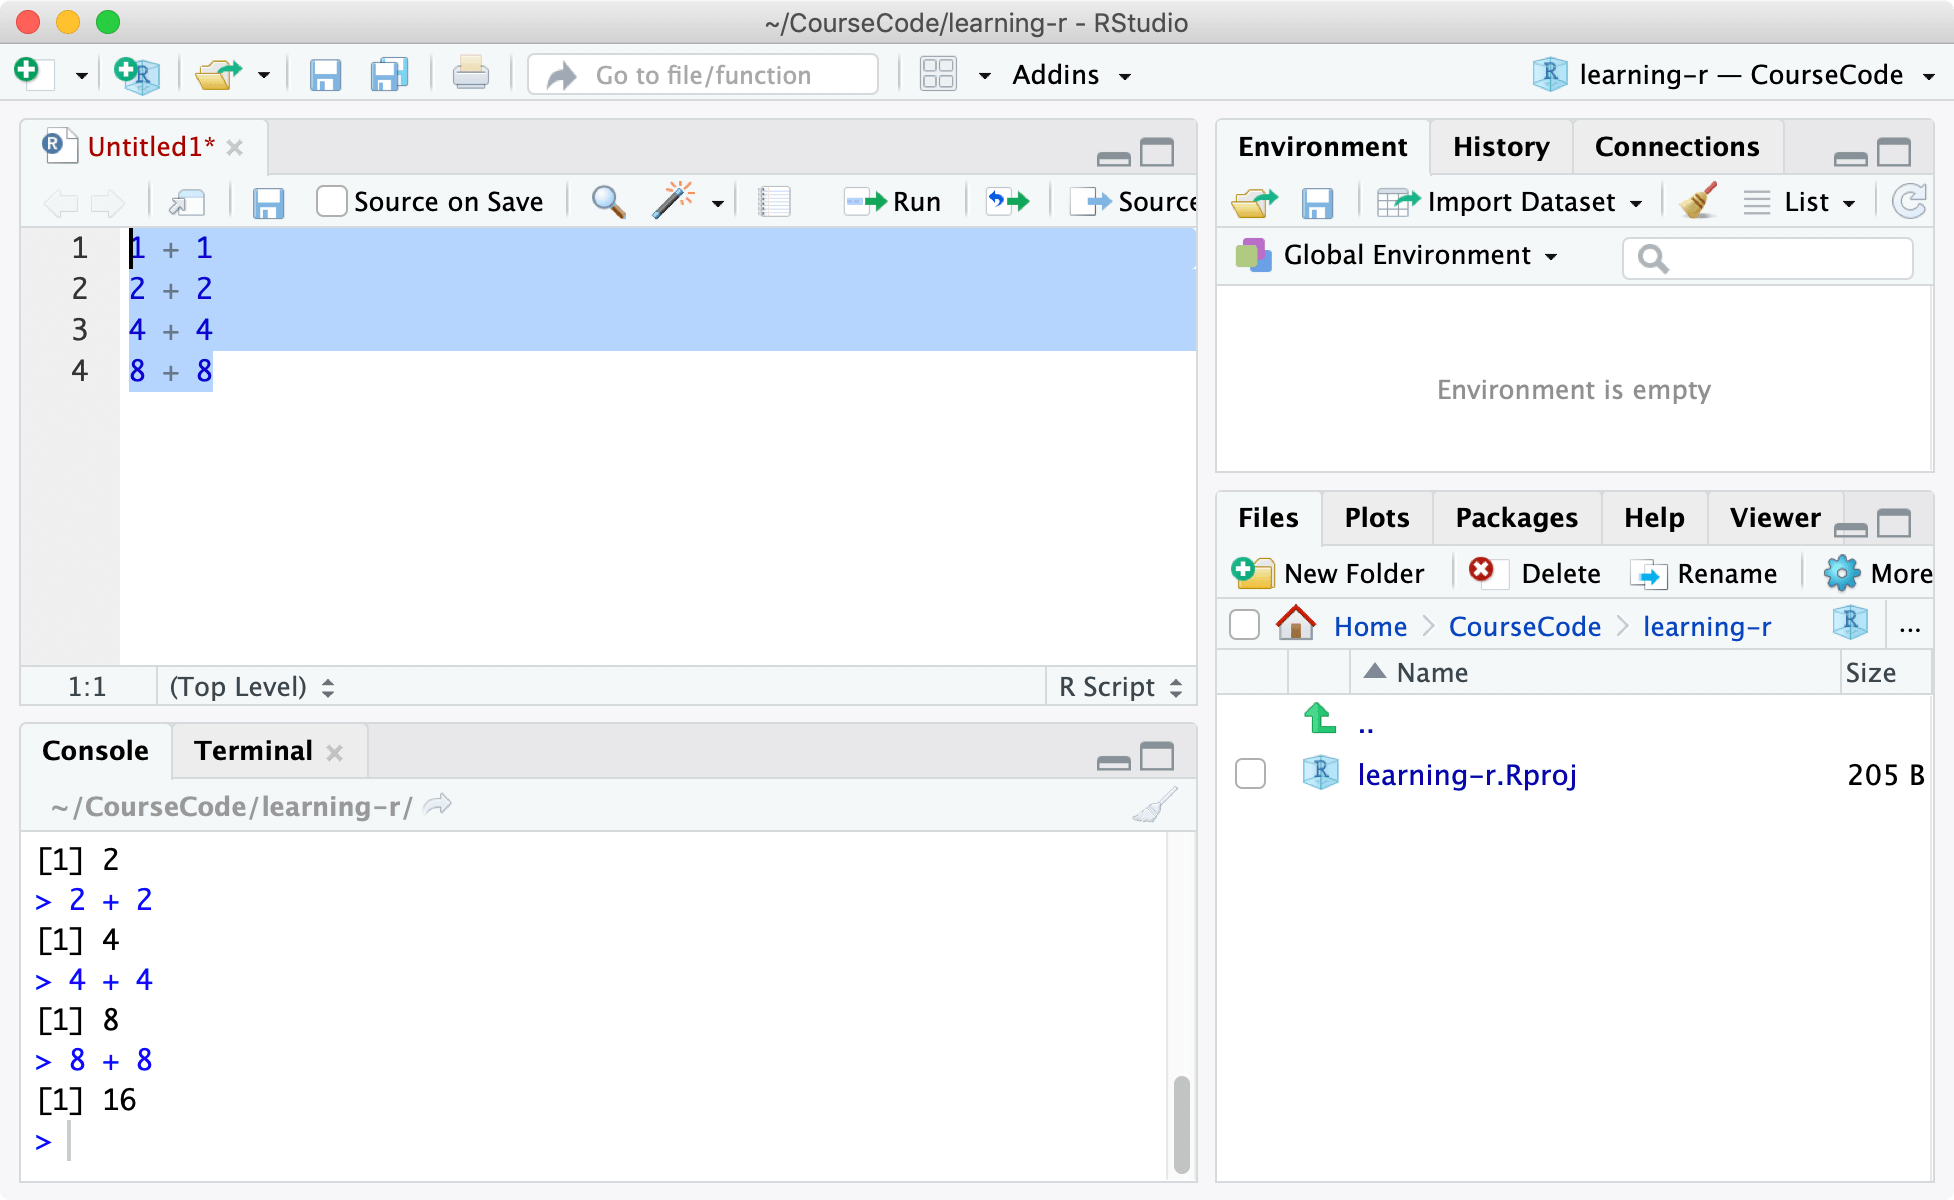 ~/CourseCode/learning-r - RStudio
Go to file/function
Addins
learning-r — CourseCode
Untitled1*
Source on Save
Run
Source
1 1 + 1
2 2 + 2
3 4 + 4
4 8 + 8
1:1 (Top Level) R Script
Console Terminal
~/CourseCode/learning-r/
[1] 2
> 2 + 2
[1] 4
> 4 + 4
[1] 8
> 8 + 8
[1] 16
>
Environment History Connections
Import Dataset List
Global Environment
Environment is empty
Files Plots Packages Help Viewer
New Folder Delete Rename More
Home CourseCode learning-r ...
Name Size
..
learning-r.Rproj 205 B